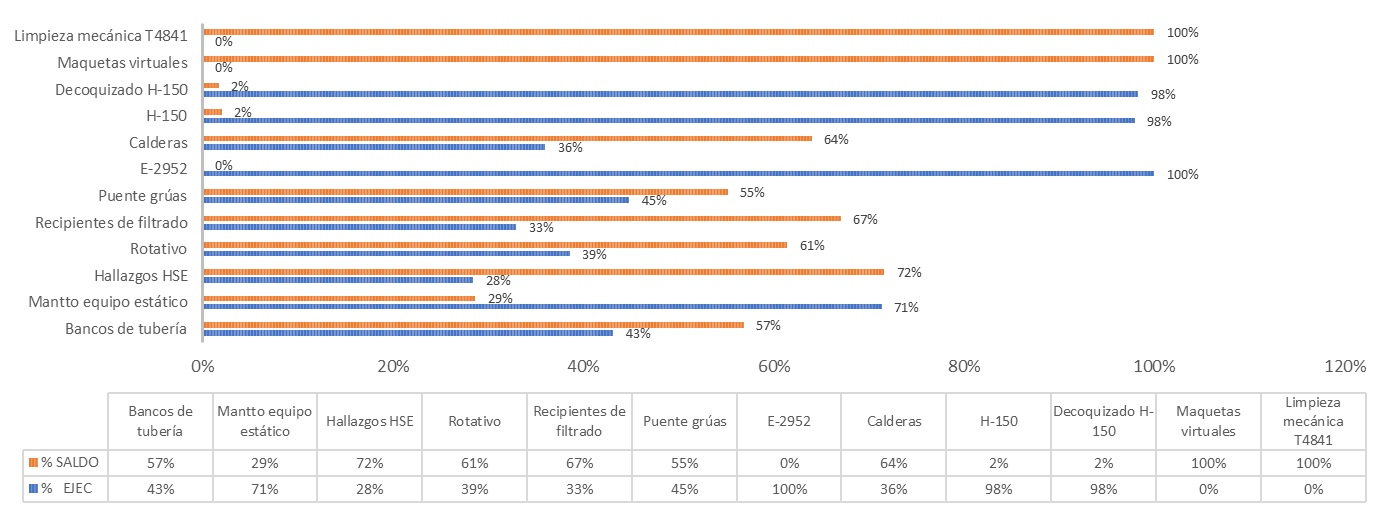 Limpieza mecánica T4841
100%
0%
Maquetas virtuales
100%
0%
Decoquizado H-150
2%
98%
H-150
2%
98%
Calderas
64%
36%
E-2952
0%
100%
Puente grúas
55%
45%
Recipientes de filtrado
67%
33%
Rotativo
61%
39%
Hallazgos HSE
72%
28%
Mantto equipo estático
29%
71%
Bancos de tubería
57%
43%
0% 20% 40% 60% 80% 100% 120%
Bancos de
tubería
Mantto equipo
estático
Hallazgos HSE
Rotativo
Recipientes de
filtrado
Puente grúas
E-2952
Calderas
H-150
Decoquizado H-
150
Maquetas
virtuales
Limpieza
mecánica
T4841
% SALDO 57% 29% 72% 61% 67% 55% 0% 64% 2% 2% 100% 100%
% EJEC 43% 71% 28% 39% 33% 45% 100% 36% 98% 98% 0% 0%